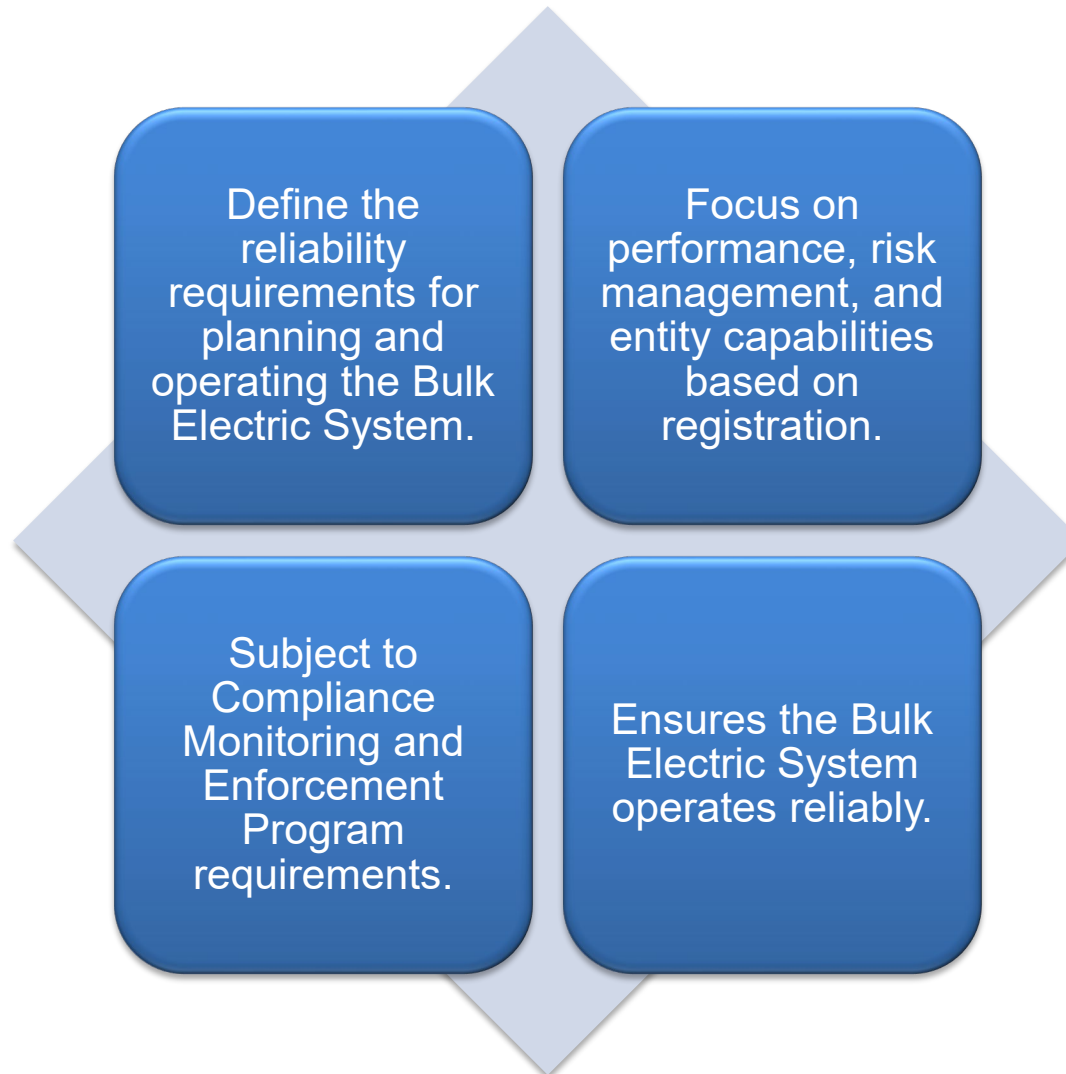 Define the
reliability
requirements for
planning and
operating the Bulk
Electric System.
Focus on
performance, risk
management, and
entity capabilities
based on
registration.
Subject to
Compliance
Monitoring and
Enforcement
Program
requirements.
Ensures the Bulk
Electric System
operates reliably.